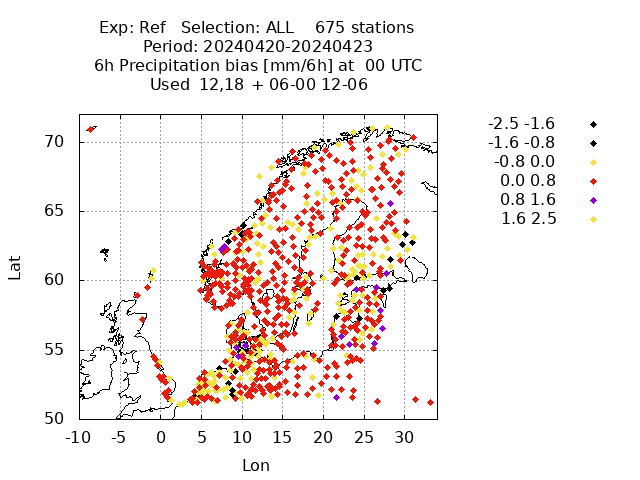 Exp: Ref   Selection: ALL    675 stations
Period: 20240420-20240423
6h Precipitation bias [mm/6h] at  00 UTC
Used 12,18 + 06-00 12-06
-2.5 -1.6
-1.6 -0.8
-0.8 0.0
0.0 0.8
0.8 1.6
1.6 2.5
70
65
60
55
50
Lat
-10 -5 0 5 10 15 20 25 30
Lon